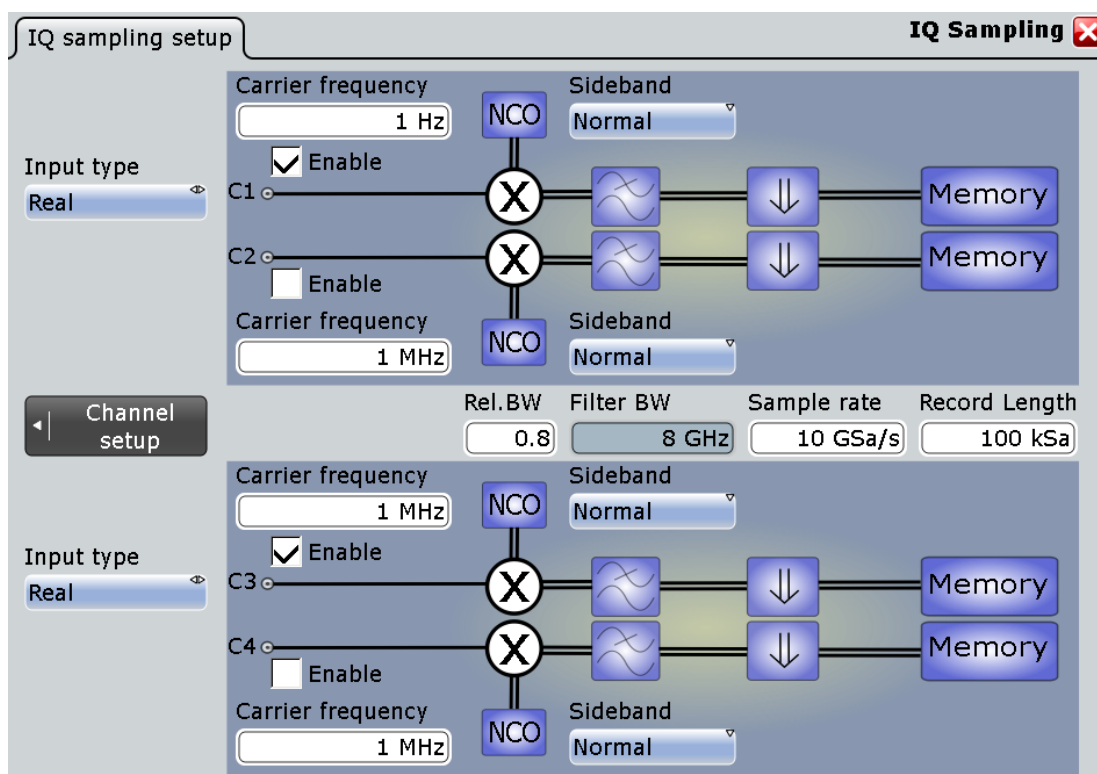 IQ sampling setup
IQ Sampling
Carrier frequency
Sideband
1 Hz
NCO
Normal
Input type
Enable
Real
C1
X
Memory
C2
X
Memory
Enable
Carrier frequency
Sideband
1 MHz
NCO
Normal
Channel
setup
Rel.BW
Filter BW
Sample rate
Record Length
0.8
8 GHz
10 GSa/s
100 kSa
Carrier frequency
Sideband
1 MHz
NCO
Normal
Input type
Enable
Real
C3
X
Memory
C4
X
Memory
Enable
Carrier frequency
Sideband
1 MHz
NCO
Normal